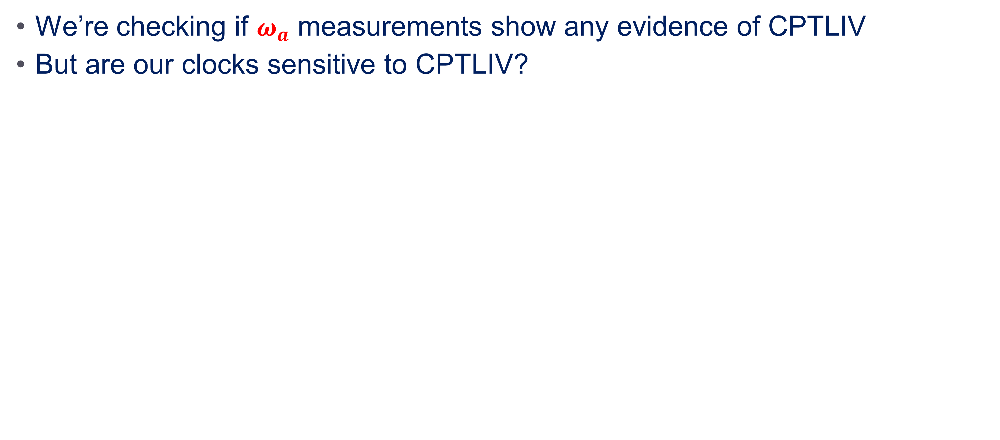 • We’re checking if ωₐ measurements show any evidence of CPTLIV
• But are our clocks sensitive to CPTLIV?